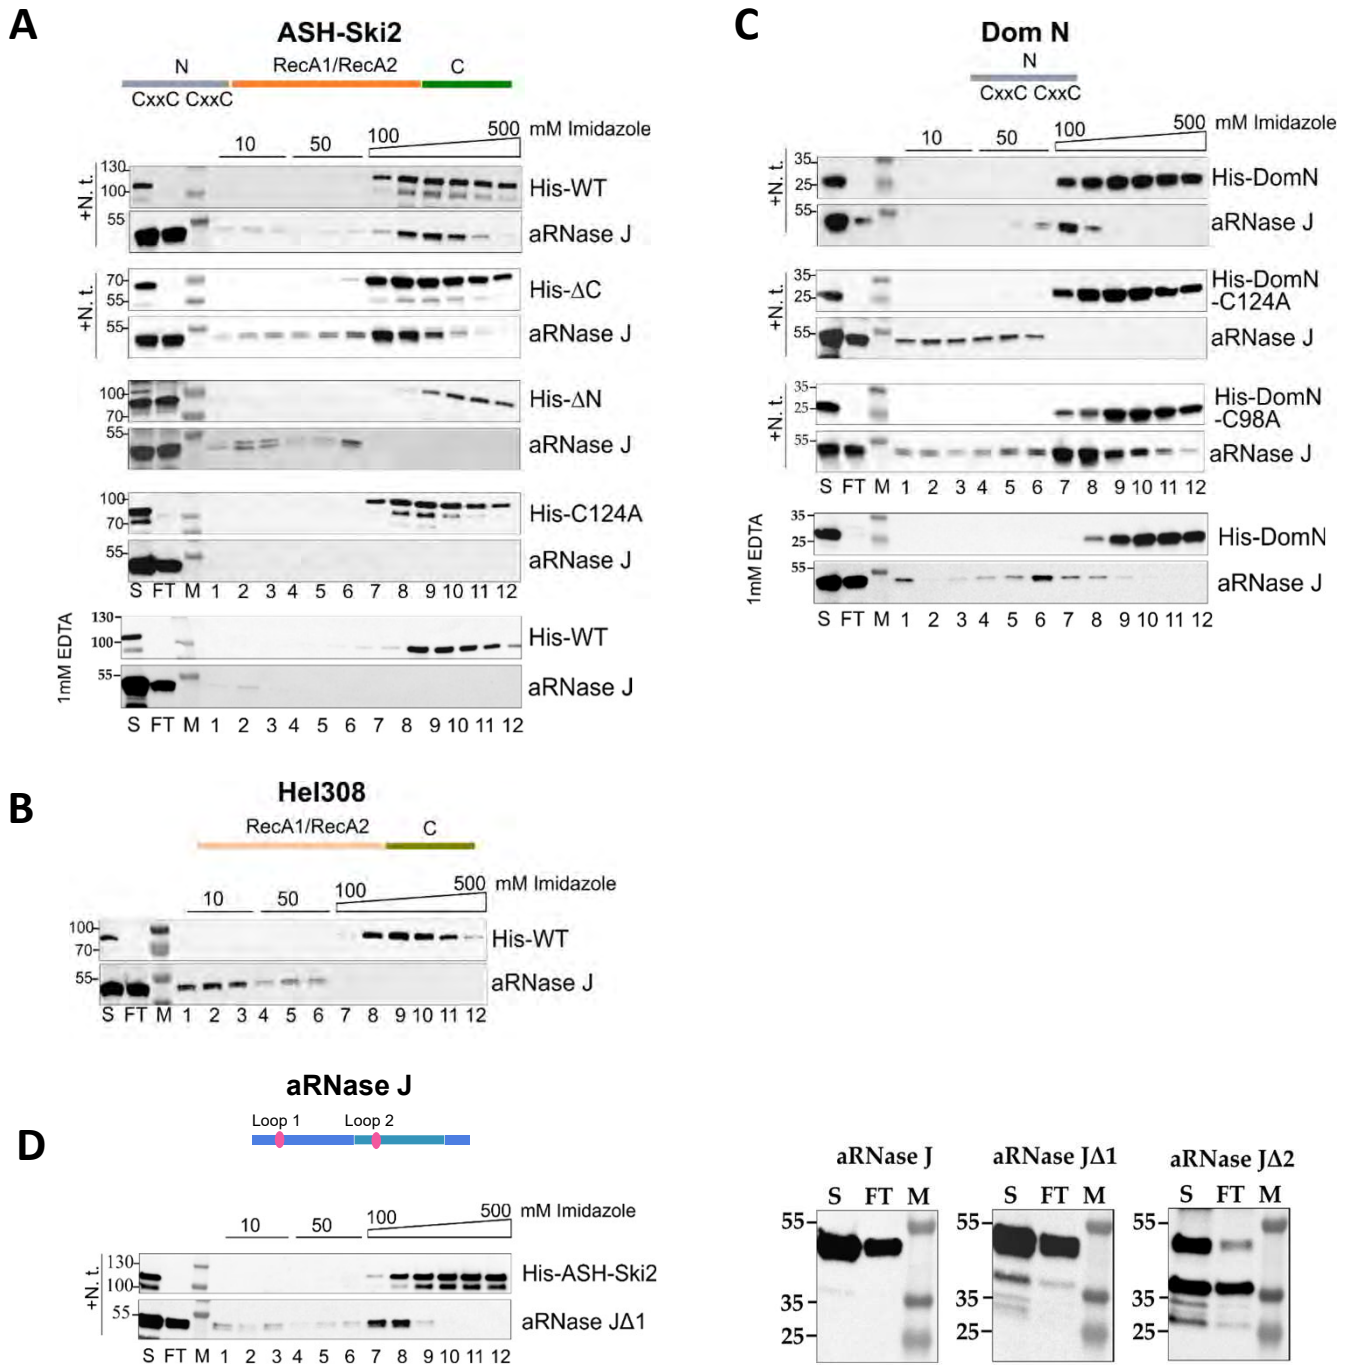 A
ASH-Ski2
N RecA1/RecA2 C
CxxC CxxC
10 50 100 500 mM Imidazole
+N. t.
130
100
His-WT
55
aRNase J
+N. t.
70
55
His-ΔC
55
aRNase J
100
70
His-ΔN
55
aRNase J
100
70
His-C124A
55
aRNase J
S FT M 1 2 3 4 5 6 7 8 9 10 11 12
1mM EDTA
130
100
His-WT
55
aRNase J
S FT M 1 2 3 4 5 6 7 8 9 10 11 12
B
Hel308
RecA1/RecA2 C
10 50 100 500 mM Imidazole
100
70
His-WT
55
aRNase J
S FT M 1 2 3 4 5 6 7 8 9 10 11 12
C
Dom N
N
CxxC CxxC
10 50 100 500 mM Imidazole
+N. t.
35
25
His-DomN
55
aRNase J
+N. t.
35
25
His-DomN
-C124A
55
aRNase J
+N. t.
35
25
His-DomN
-C98A
55
aRNase J
S FT M 1 2 3 4 5 6 7 8 9 10 11 12
1mM EDTA
35
25
His-DomN
55
aRNase J
S FT M 1 2 3 4 5 6 7 8 9 10 11 12
D
aRNase J
Loop 1 Loop 2
10 50 100 500 mM Imidazole
+N. t.
130
100
His-ASH-Ski2
55
aRNase JΔ1
S FT M 1 2 3 4 5 6 7 8 9 10 11 12
aRNase J
S FT M
55
35
25
aRNase JΔ1
S FT M
55
35
25
aRNase JΔ2
S FT M
55
35
25